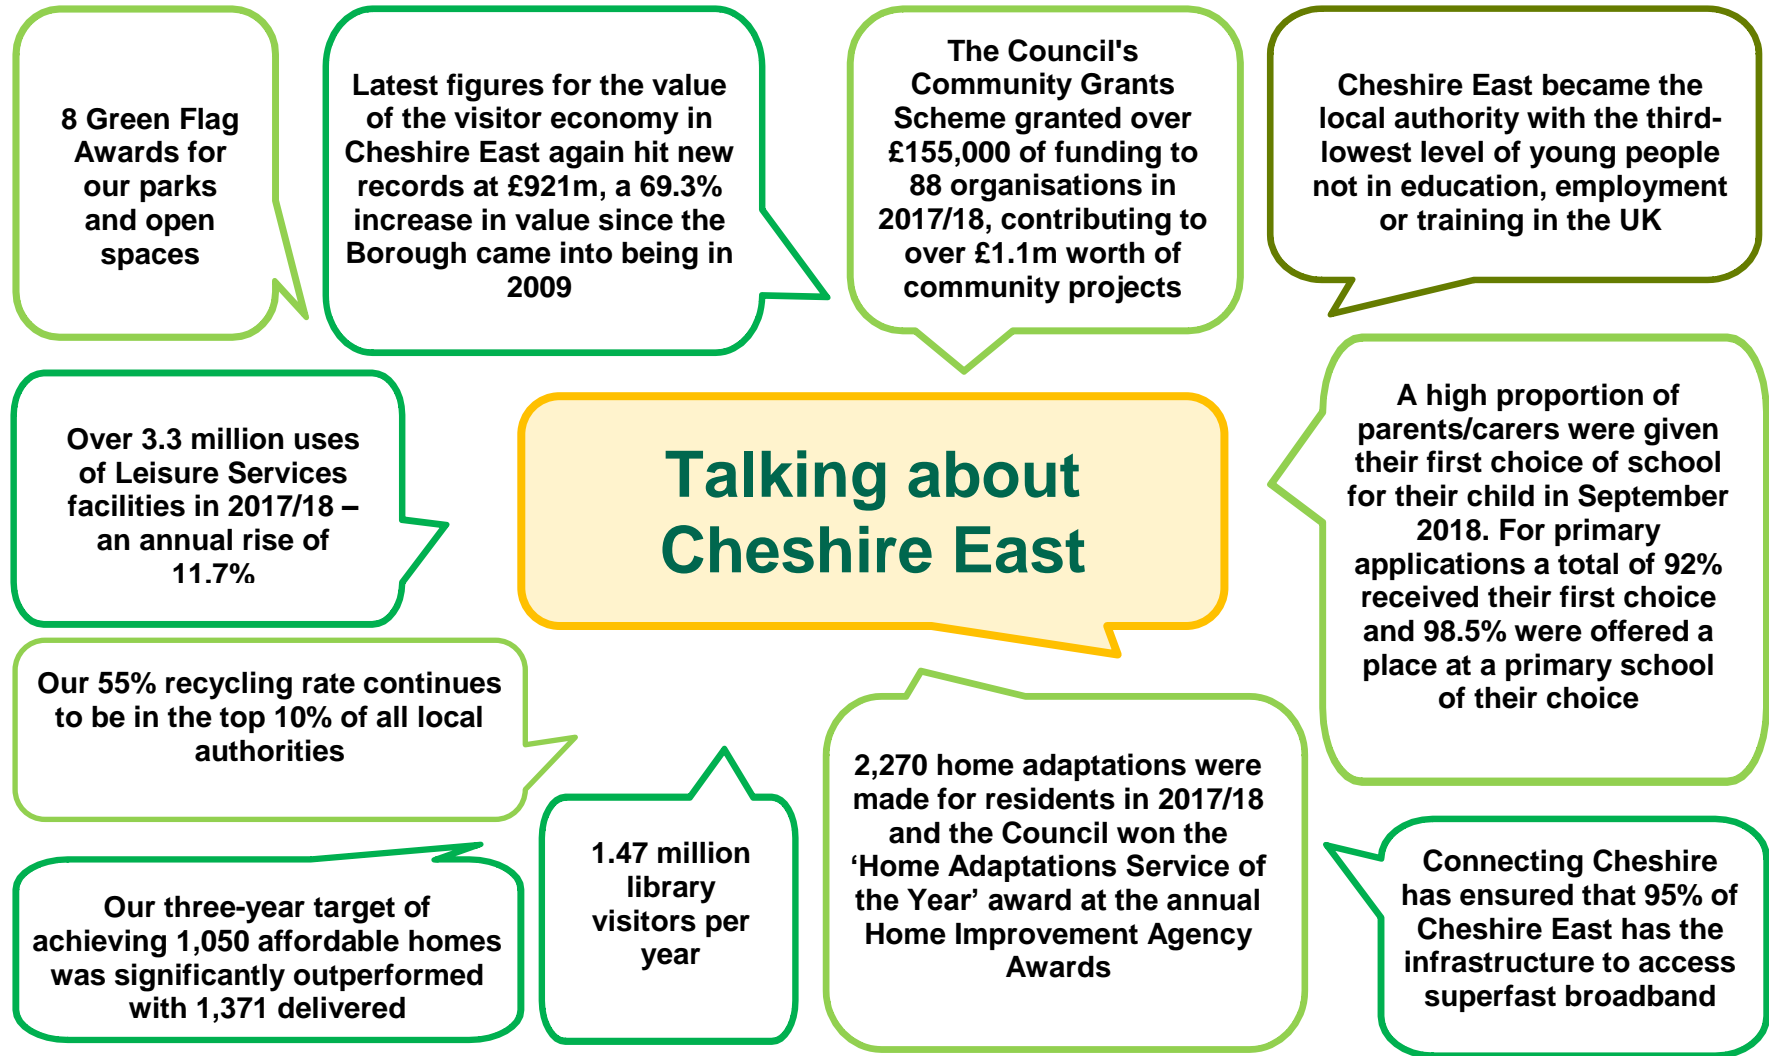 8 Green Flag
Awards for
our parks
and open
spaces
Latest figures for the value
of the visitor economy in
Cheshire East again hit new
records at £921m, a 69.3%
increase in value since the
Borough came into being in
2009
The Council's
Community Grants
Scheme granted over
£155,000 of funding to
88 organisations in
2017/18, contributing to
over £1.1m worth of
community projects
Cheshire East became the
local authority with the third-
lowest level of young people
not in education, employment
or training in the UK
Over 3.3 million uses
of Leisure Services
facilities in 2017/18 –
an annual rise of
11.7%
Talking about
Cheshire East
A high proportion of
parents/carers were given
their first choice of school
for their child in September
2018. For primary
applications a total of 92%
received their first choice
and 98.5% were offered a
place at a primary school
of their choice
Our 55% recycling rate continues
to be in the top 10% of all local
authorities
Our three-year target of
achieving 1,050 affordable homes
was significantly outperformed
with 1,371 delivered
1.47 million
library
visitors per
year
2,270 home adaptations were
made for residents in 2017/18
and the Council won the
‘Home Adaptations Service of
the Year’ award at the annual
Home Improvement Agency
Awards
Connecting Cheshire
has ensured that 95% of
Cheshire East has the
infrastructure to access
superfast broadband